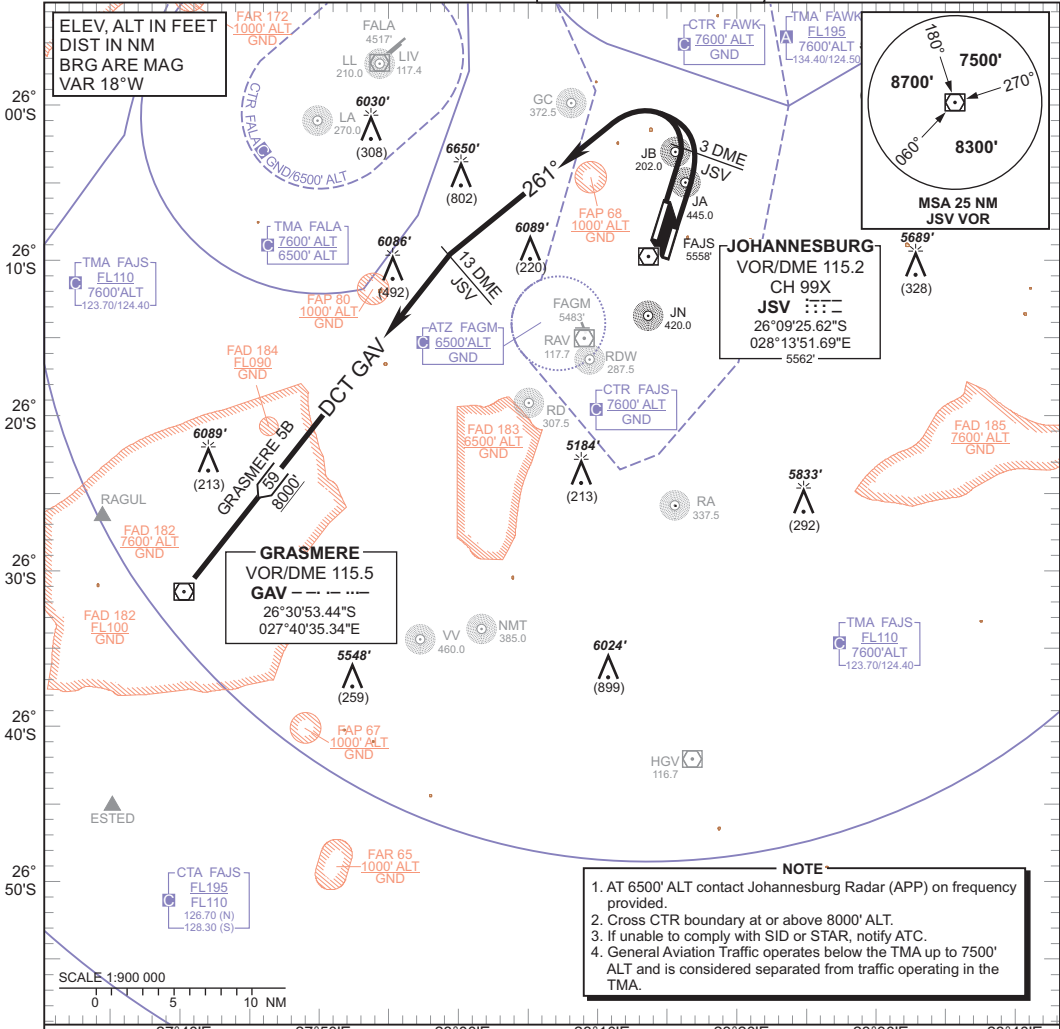 ELEV, ALT IN FEET
DIST IN NM
BRG ARE MAG
VAR 18°W
FAR 172
1000' ALT
GND
FALA
4517'
LL
210.0
LIV
117.4
CTR FAWK
C
7600' ALT
GND
TMA FAWK
A
FL195
7600'ALT
134.40/124.50
180°
7500'
8700'
270°
060°
8300'
MSA 25 NM
JSV VOR
26°
00'S
LA
270.0
6030'
(308)
CTR FALA C GND/6500' ALT
GC
372.5
6650'
(802)
261°
JB
202.0
3 DME
JSV
JA
445.0
FAP 68
1000' ALT
GND
FAJS
5558'
TMA FALA
C
7600' ALT
6500' ALT
6086'
(492)
6089'
(220)
13 DME
JSV
26°
10'S
TMA FAJS
C
FL110
7600'ALT
123.70/124.40
FAP 80
1000' ALT
GND
JOHANNESBURG
VOR/DME 115.2
CH 99X
JSV
26°09'25.62"S
028°13'51.69"E
5562'
5689'
(328)
ATZ FAGM
C
6500'ALT
GND
FAGM
5483'
RAV
117.7
JN
420.0
RDW
287.5
FAD 184
FL090
GND
DCT GAV
CTR FAJS
C
7600' ALT
GND
26°
20'S
RD
307.5
6089'
(213)
GRASMERE 5B
59
8000'
FAD 183
6500' ALT
GND
5184'
(213)
FAD 185
7600' ALT
GND
RAGUL
5833'
(292)
RA
337.5
FAD 182
7600' ALT
GND
26°
30'S
GRASMERE
VOR/DME 115.5
GAV
26°30'53.44"S
027°40'35.34"E
FAD 182
FL100
GND
VV
460.0
NMT
385.0
TMA FAJS
C
FL110
7600'ALT
123.70/124.40
5548'
(259)
6024'
(899)
26°
40'S
FAP 67
1000' ALT
GND
HGV
116.7
ESTED
FAR 65
1000' ALT
GND
26°
50'S
CTA FAJS
C
FL195
FL110
126.70 (N)
128.30 (S)
NOTE
1. AT 6500' ALT contact Johannesburg Radar (APP) on frequency
provided.
2. Cross CTR boundary at or above 8000' ALT.
3. If unable to comply with SID or STAR, notify ATC.
4. General Aviation Traffic operates below the TMA up to 7500'
ALT and is considered separated from traffic operating in the
TMA.
SCALE 1:900 000
0 5 10 NM